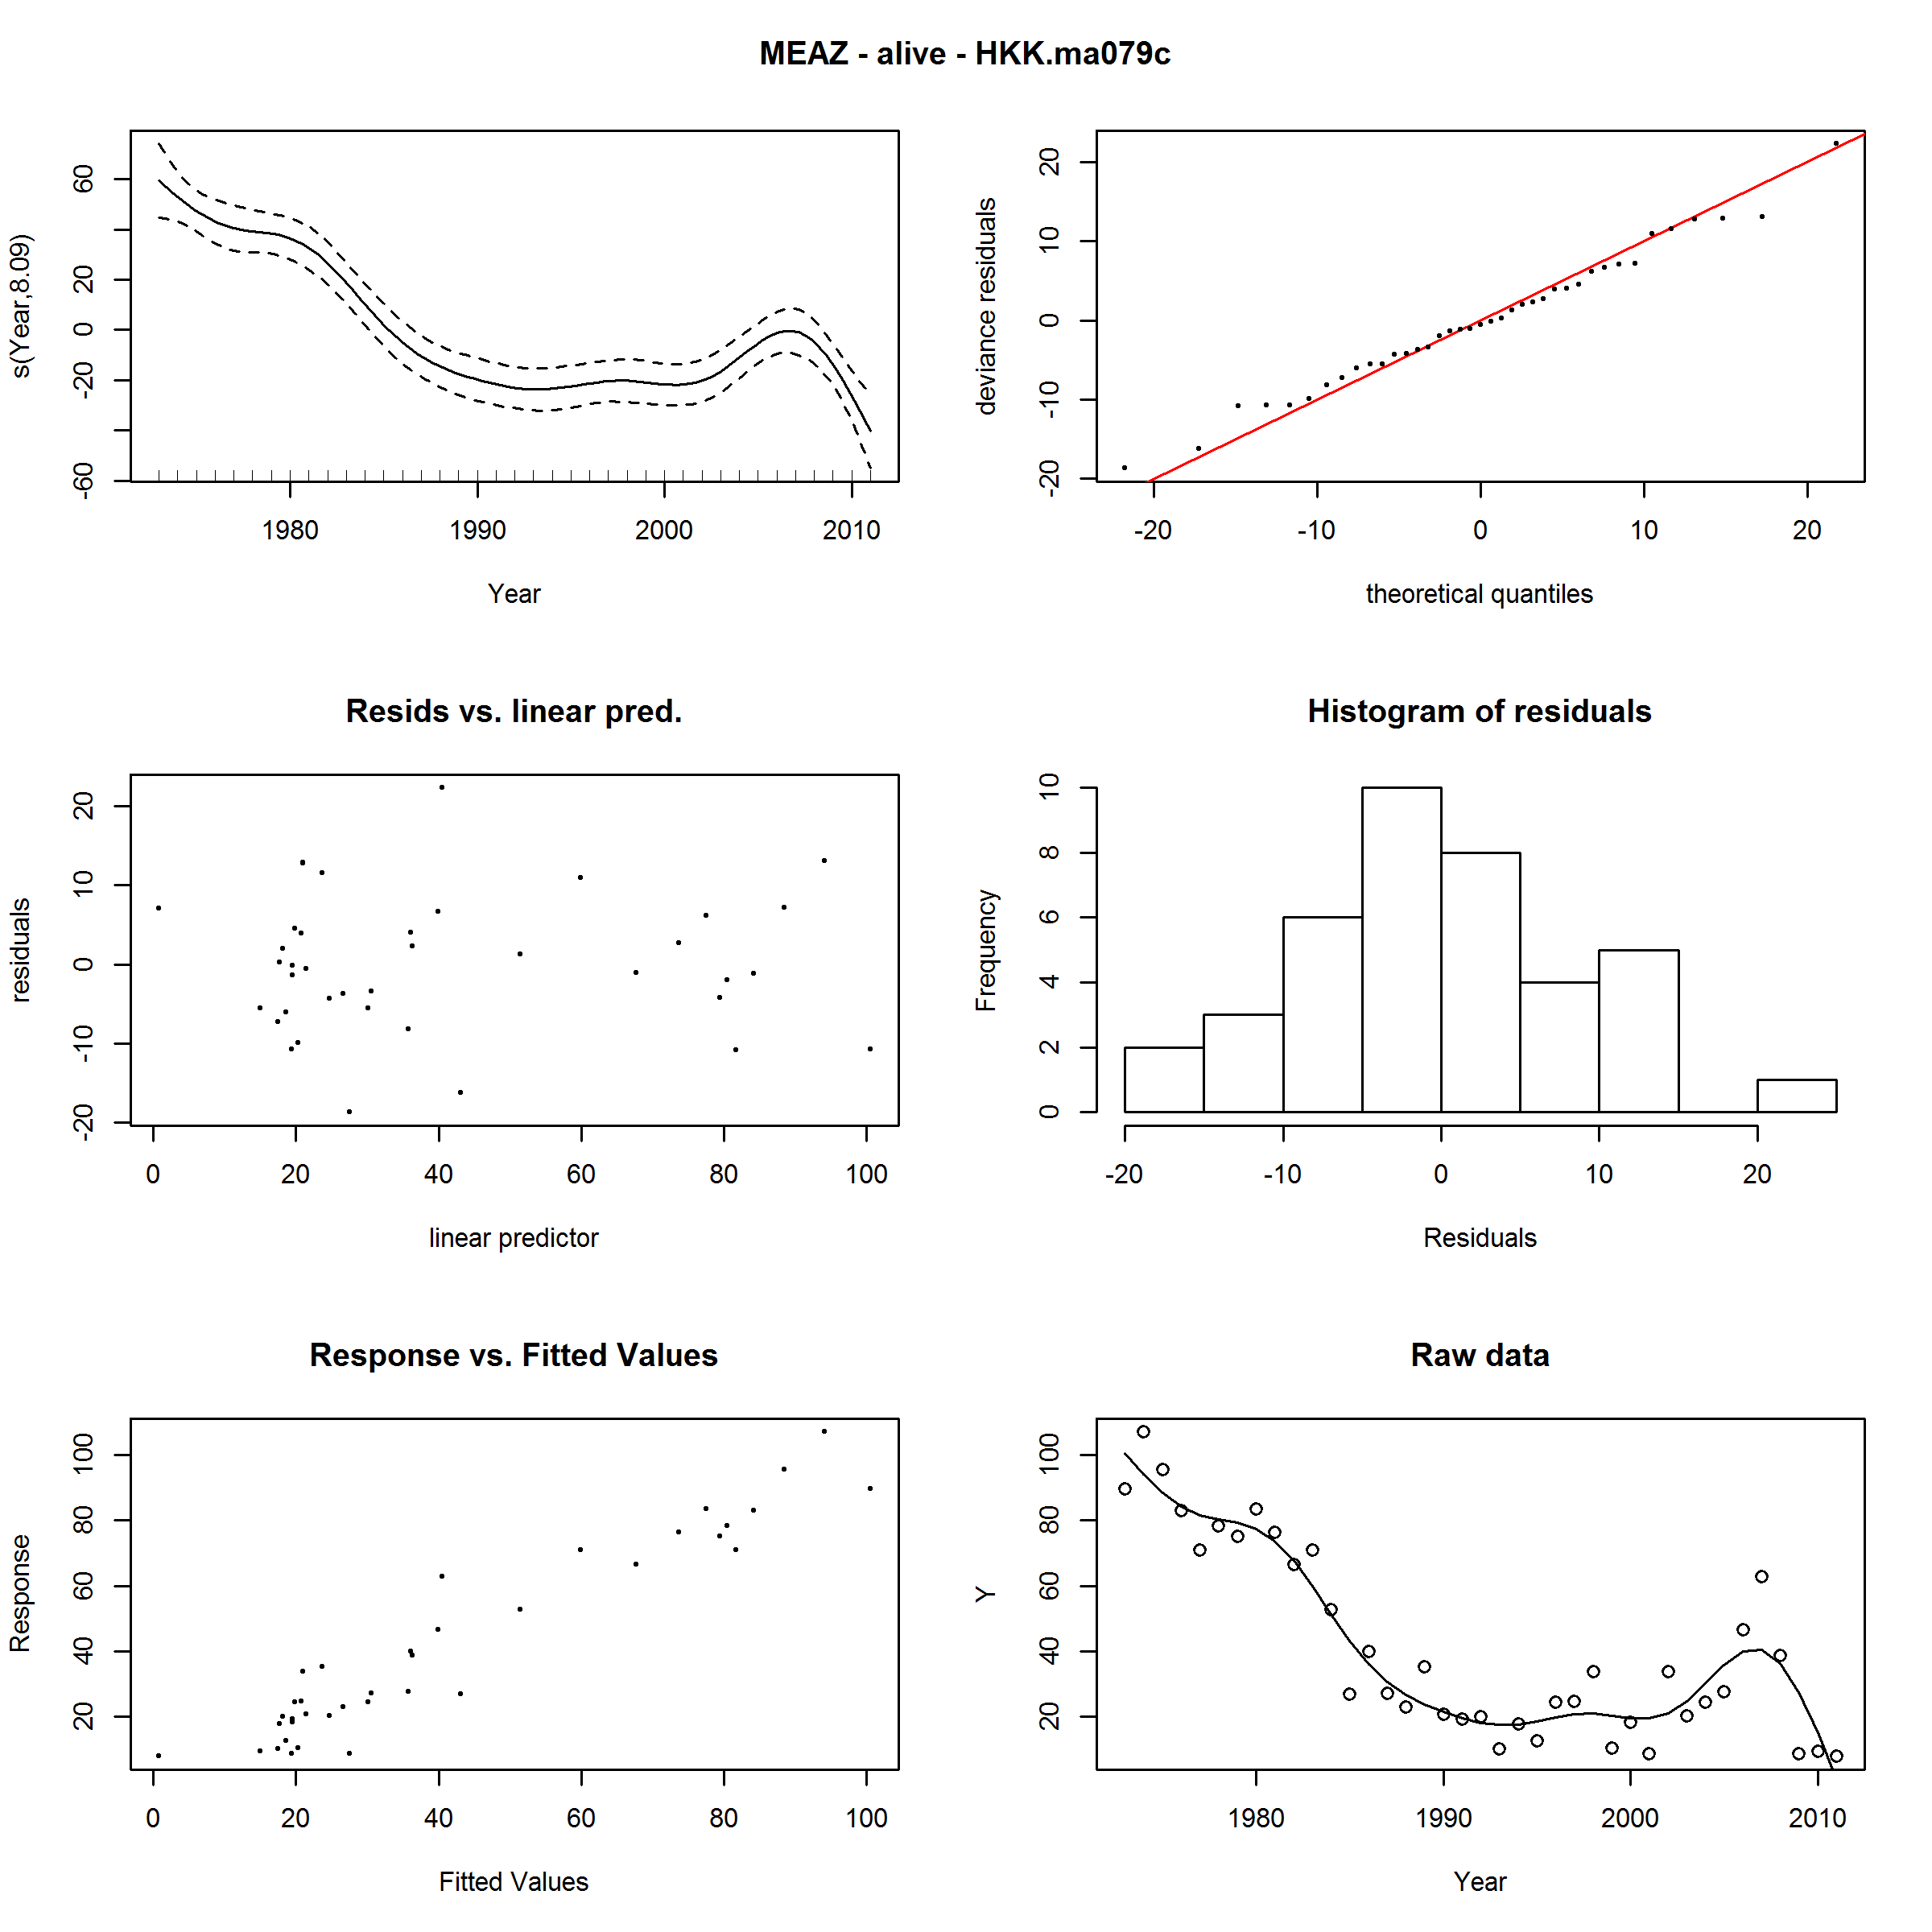 MEAZ - alive - HKK.ma079c
s(Year,8.09)
-60 -20 0 20 60
1980 1990 2000 2010
Year
deviance residuals
-20 -10 0 10 20
-20 -10 0 10 20
theoretical quantiles
Resids vs. linear pred.
residuals
-20 -10 0 10 20
0 20 40 60 80 100
linear predictor
Histogram of residuals
Frequency
0 2 4 6 8 10
-20 -10 0 10 20
Residuals
Response vs. Fitted Values
Response
20 40 60 80 100
0 20 40 60 80 100
Fitted Values
Raw data
Y
20 40 60 80 100
1980 1990 2000 2010
Year